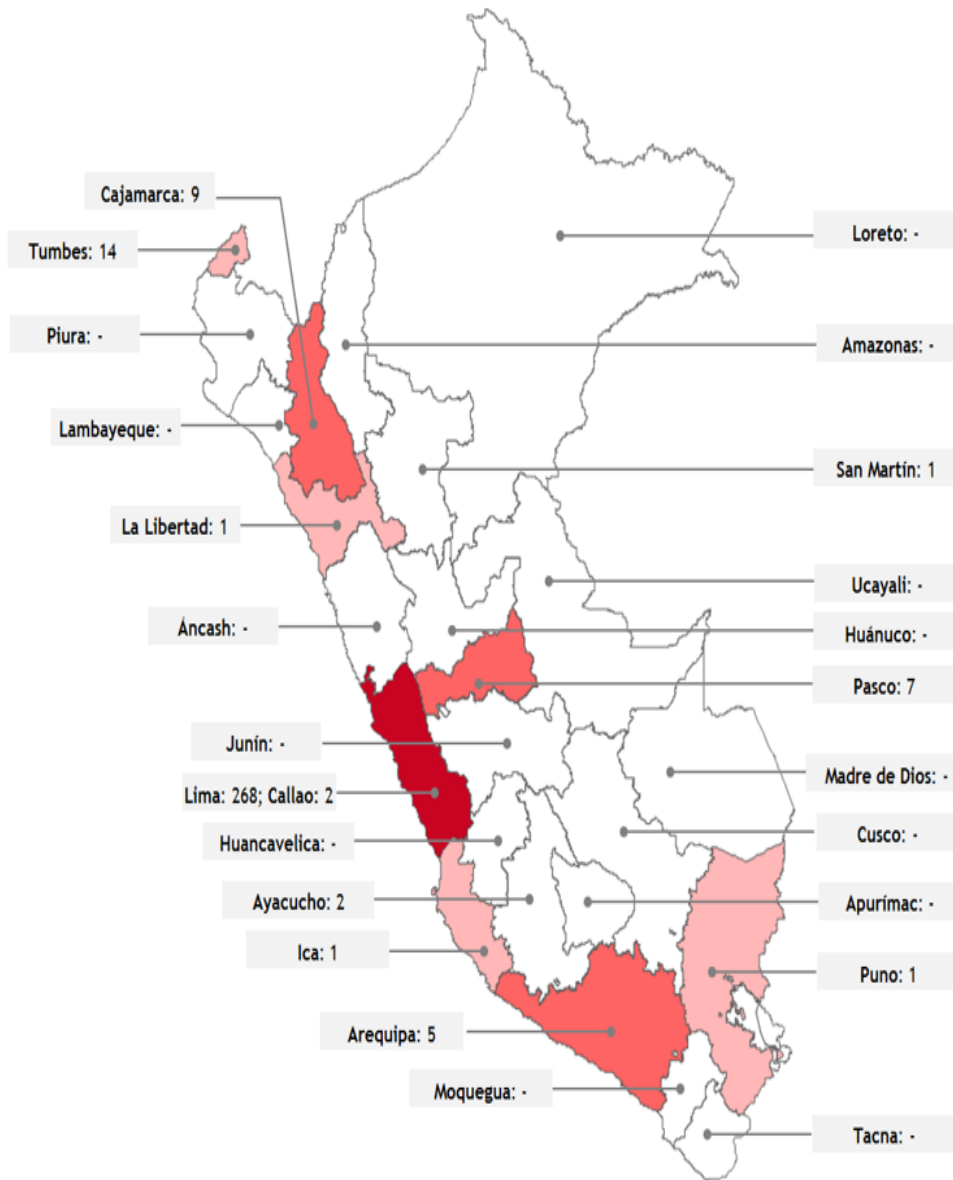 Cajamarca: 9
Tumbes: 14
Piura: -
Lambayeque: -
La Libertad: 1
Áncash: -
Junín: -
Lima: 268; Callao: 2
Huancavelica: -
Ayacucho: 2
Ica: 1
Arequipa: 5
Moquegua: -
Loreto: -
Amazonas: -
San Martín: 1
Ucayali: -
Huánuco: -
Pasco: 7
Madre de Dios: -
Cusco: -
Apurímac: -
Puno: 1
Tacna: -